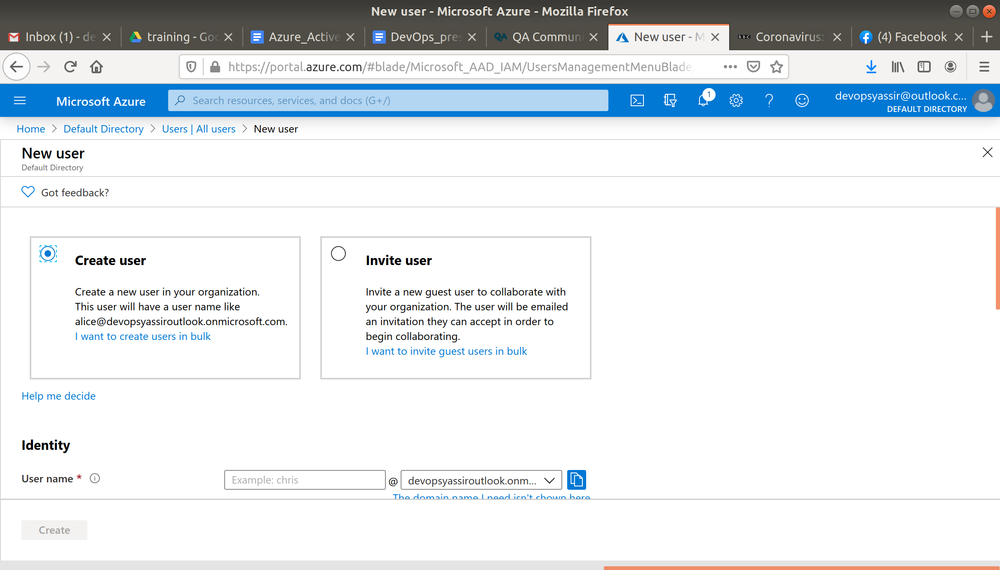 New user - Microsoft Azure - Mozilla Firefox
Inbox (1) - de
training - Goo
Azure_Active
DevOps_pres
QA Communi
New user - M
BBC
Coronavirus:
(4) Facebook
https://portal.azure.com/#blade/Microsoft_AAD_IAM/UsersManagementMenuBlade/
Microsoft Azure
Search resources, services, and docs (G+/)
1
devopsyassir@outlook.c...
DEFAULT DIRECTORY
Home > Default Directory > Users | All users > New user
New user
Default Directory
Got feedback?
Create user
Create a new user in your organization.
This user will have a user name like
alice@devopsyassiroutlook.onmicrosoft.com.
I want to create users in bulk
Invite user
Invite a new guest user to collaborate with
your organization. The user will be emailed
an invitation they can accept in order to
begin collaborating.
I want to invite guest users in bulk
Help me decide
Identity
User name *
Example: chris
@
devopsyassiroutlook.onm...
The domain name I need isn't shown here
Create